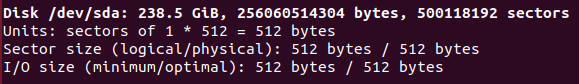 Disk /dev/sda: 238.5 GiB, 256060514304 bytes, 500118192 sectors
Units: sectors of 1 * 512 = 512 bytes
Sector size (logical/physical): 512 bytes / 512 bytes
I/O size (minimum/optimal): 512 bytes / 512 bytes